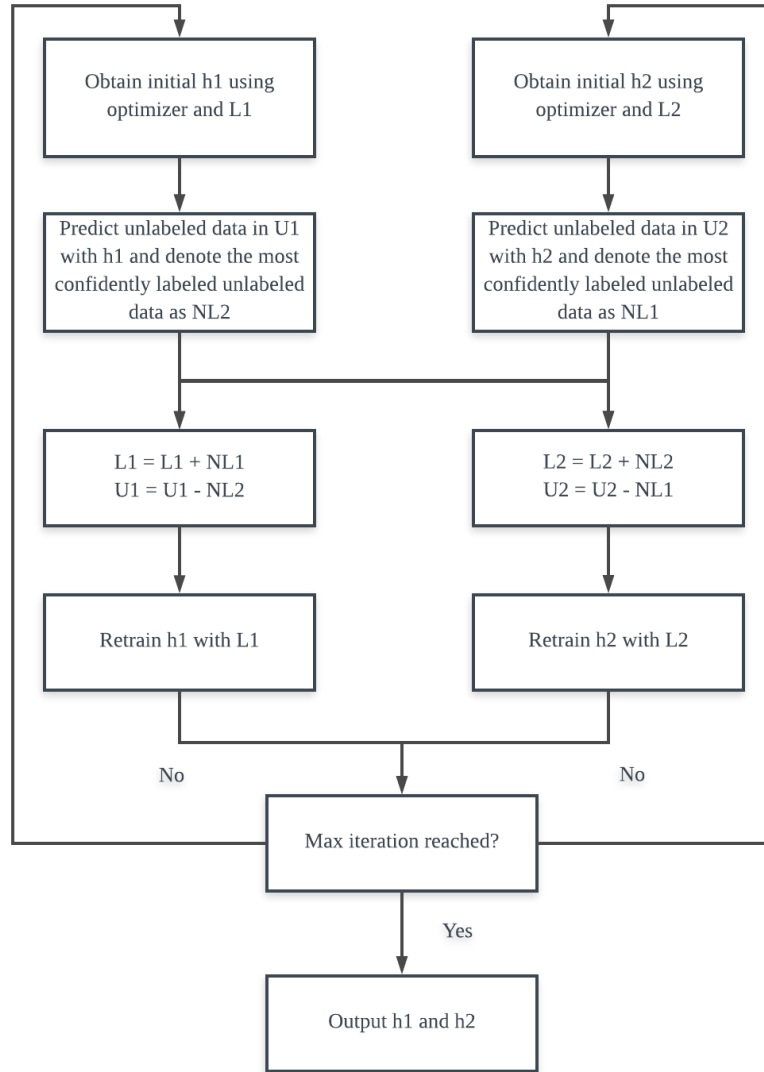 Obtain initial h1 using
optimizer and L1
Obtain initial h2 using
optimizer and L2
Predict unlabeled data in U1
with h1 and denote the most
confidently labeled unlabeled
data as NL2
Predict unlabeled data in U2
with h2 and denote the most
confidently labeled unlabeled
data as NL1
L1 = L1 + NL1
U1 = U1 - NL2
L2 = L2 + NL2
U2 = U2 - NL1
Retrain h1 with L1
Retrain h2 with L2
No
No
Max iteration reached?
Yes
Output h1 and h2